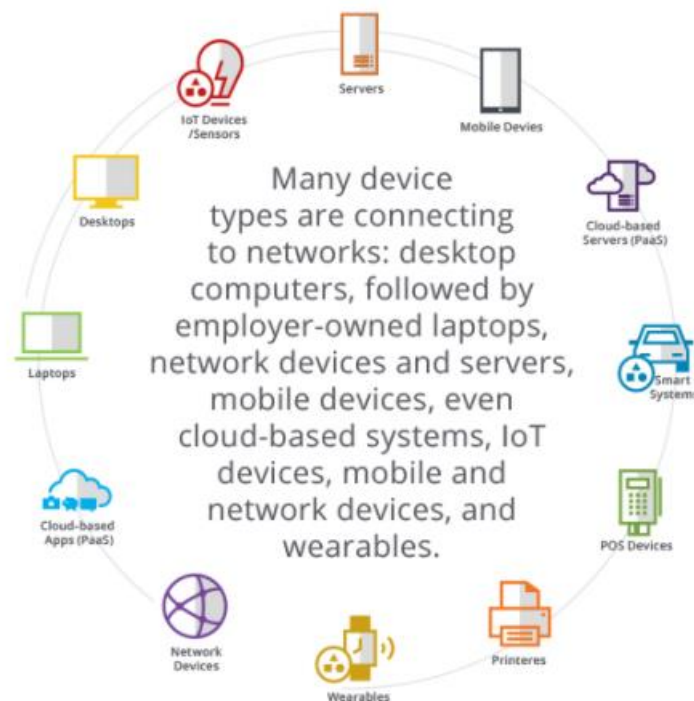 Servers
IoT Devices
/Sensors
Mobile Devies
Desktops
Cloud-based
Servers (PaaS)
Many device
types are connecting
to networks: desktop
computers, followed by
employer-owned laptops,
network devices and servers,
mobile devices, even
cloud-based systems, IoT
devices, mobile and
network devices, and
wearables.
Laptops
Smart
Systems
Cloud-based
Apps (PaaS)
POS Devices
Network
Devices
Printeres
Wearables